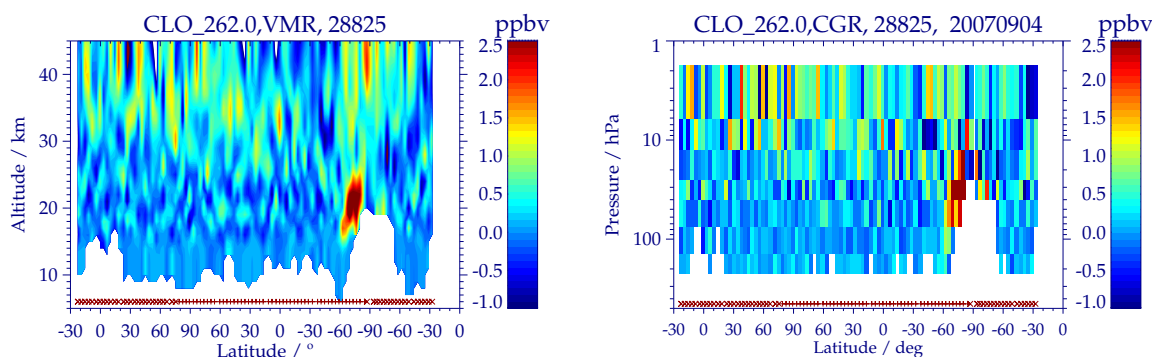 CLO_262.0,VMR, 28825
ppbv
Altitude / km
40
30
20
10
-30 0 30 60 90 60 30 0 -30 -60 -90 -60 -30 0
Latitude / º
2.5
2.0
1.5
1.0
0.5
0.0
-0.5
-1.0
CLO_262.0,CGR, 28825, 20070904
ppbv
Pressure / hPa
1
10
100
-30 0 30 60 90 60 30 0 -30 -60 -90 -60 -30 0
Latitude / deg
2.5
2.0
1.5
1.0
0.5
0.0
-0.5
-1.0